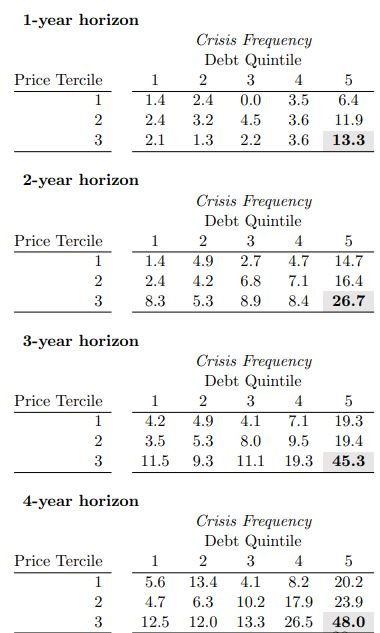 1-year horizon
Crisis Frequency
Debt Quintile
Price Tercile 1 2 3 4 5
1 1.4 2.4 0.0 3.5 6.4
2 2.4 3.2 4.5 3.6 11.9
3 2.1 1.3 2.2 3.6 13.3
2-year horizon
Crisis Frequency
Debt Quintile
Price Tercile 1 2 3 4 5
1 1.4 4.9 2.7 4.7 14.7
2 2.4 4.2 6.8 7.1 16.4
3 8.3 5.3 8.9 8.4 26.7
3-year horizon
Crisis Frequency
Debt Quintile
Price Tercile 1 2 3 4 5
1 4.2 4.9 4.1 7.1 19.3
2 3.5 5.3 8.0 9.5 19.4
3 11.5 9.3 11.1 19.3 45.3
4-year horizon
Crisis Frequency
Debt Quintile
Price Tercile 1 2 3 4 5
1 5.6 13.4 4.1 8.2 20.2
2 4.7 6.3 10.2 17.9 23.9
3 12.5 12.0 13.3 26.5 48.0